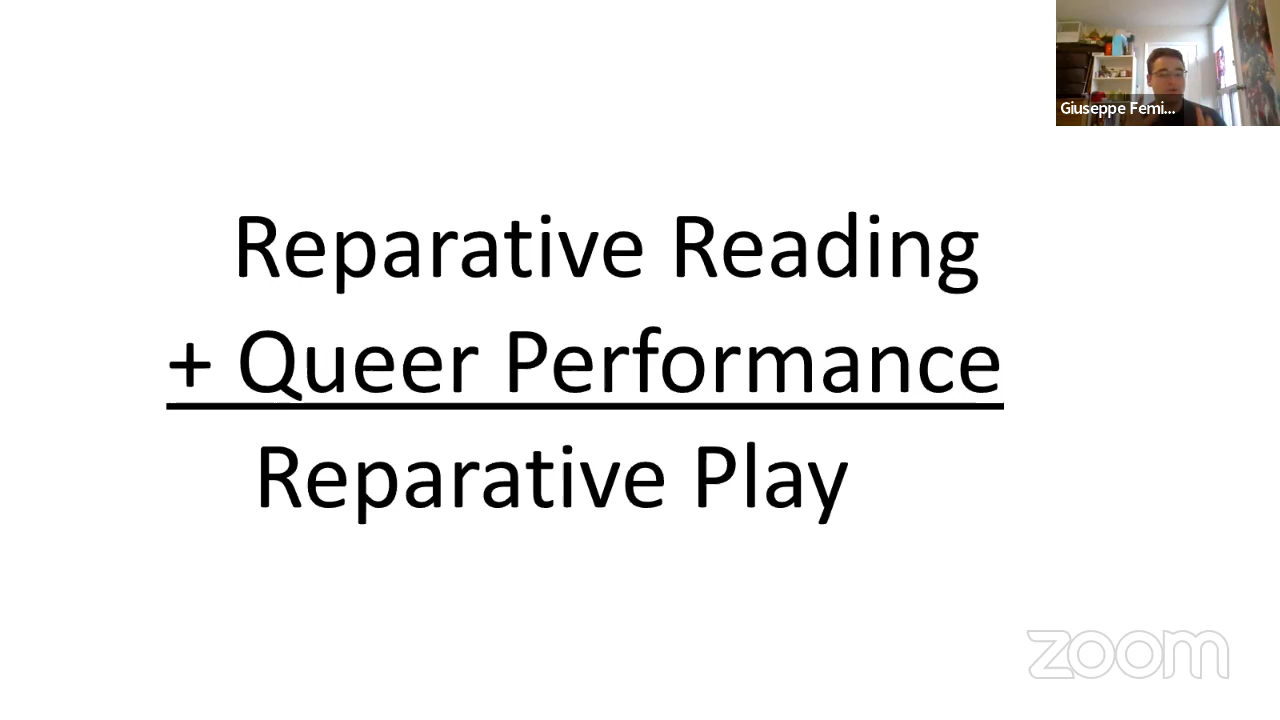 Giuseppe Femi...
Reparative Reading
+ Queer Performance
Reparative Play
zoom